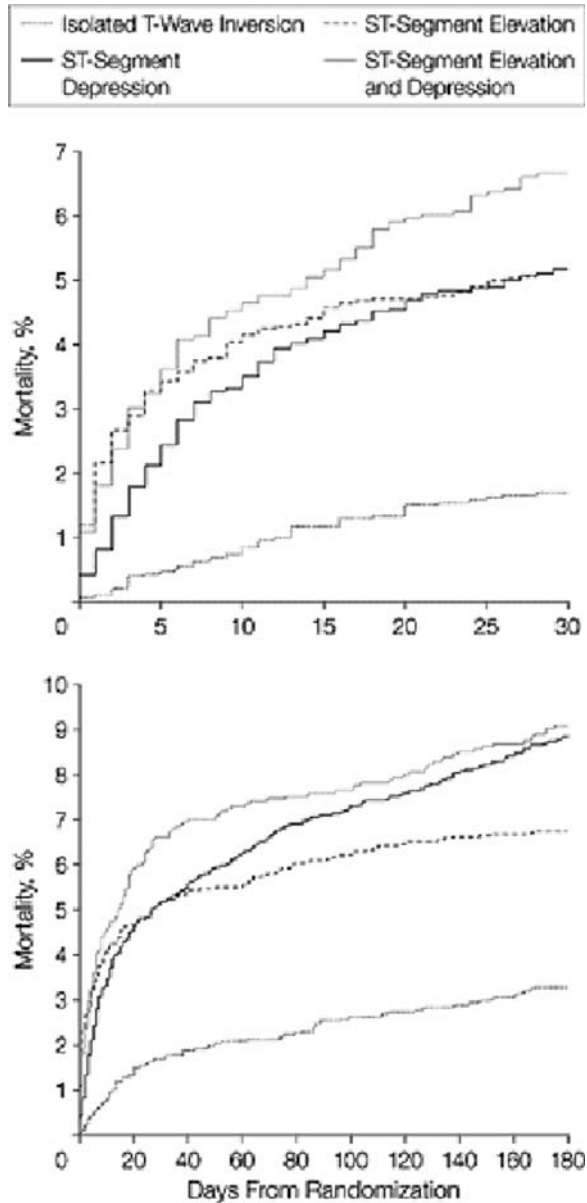 Isolated T-Wave Inversion
ST-Segment Depression
ST-Segment Elevation
ST-Segment Elevation and Depression
7
6
5
4
3
2
1
0
Mortality, %
5 10 15 20 25 30
10
9
8
7
6
5
4
3
2
1
0
Mortality, %
20 40 60 80 100 120 140 160 180
Days From Randomization